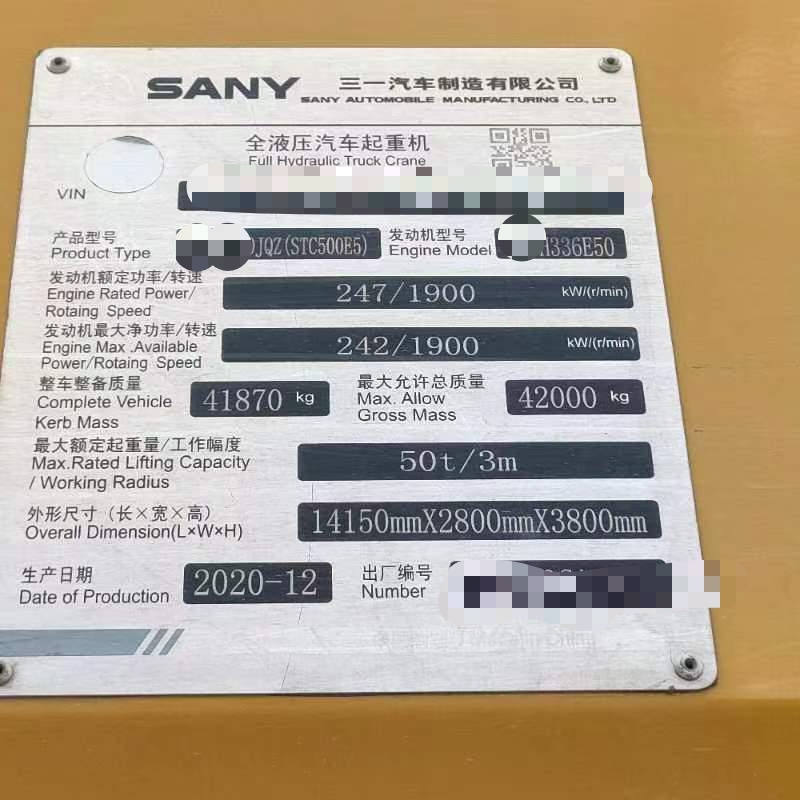 SANY 三一汽车制造有限公司
SANY AUTOMOBILE MANUFACTURING CO., LTD
全液压汽车起重机
Full Hydraulic Truck Crane
VIN
产品型号
Product Type
JQZ(STC500E5)
发动机型号
Engine Model
H336E50
发动机额定功率/转速
Engine Rated Power/
Rotaing Speed
247/1900 kW/(r/min)
发动机最大净功率/转速
Engine Max .Available
Power/Rotaing Speed
242/1900 kW/(r/min)
整车整备质量
Complete Vehicle
Kerb Mass
41870 kg
最大允许总质量
Max. Allow
Gross Mass
42000 kg
最大额定起重量/工作幅度
Max.Rated Lifting Capacity
/ Working Radius
50t/3m
外形尺寸（长×宽×高）
Overall Dimension(L×W×H)
14150mmX2800mmX3800mm
生产日期
Date of Production
2020-12
出厂编号
Number